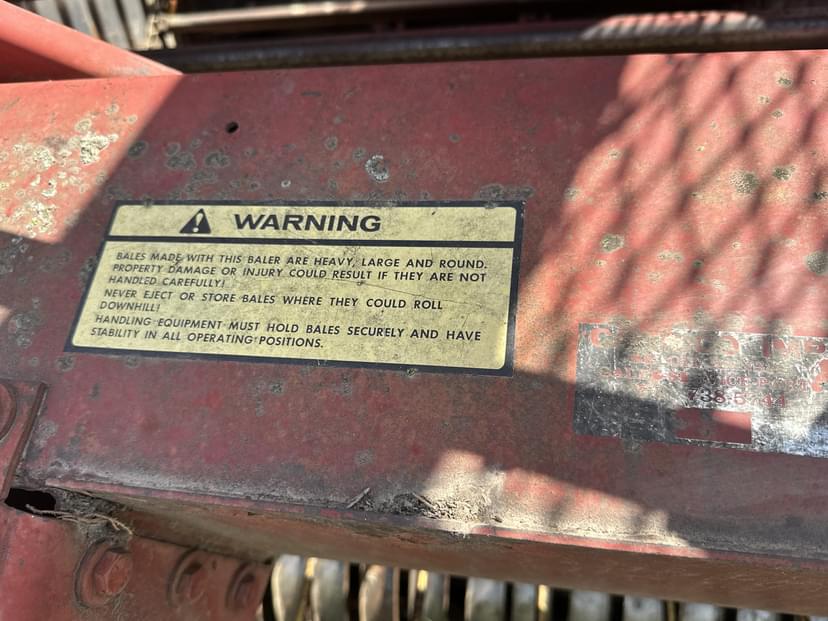 WARNING
BALES MADE WITH THIS BALER ARE HEAVY, LARGE AND ROUND.
PROPERTY DAMAGE OR INJURY COULD RESULT IF THEY ARE NOT
HANDLED CAREFULLY!
NEVER EJECT OR STORE BALES WHERE THEY COULD ROLL
DOWNHILL!
HANDLING EQUIPMENT MUST HOLD BALES SECURELY AND HAVE
STABILITY IN ALL OPERATING POSITIONS.